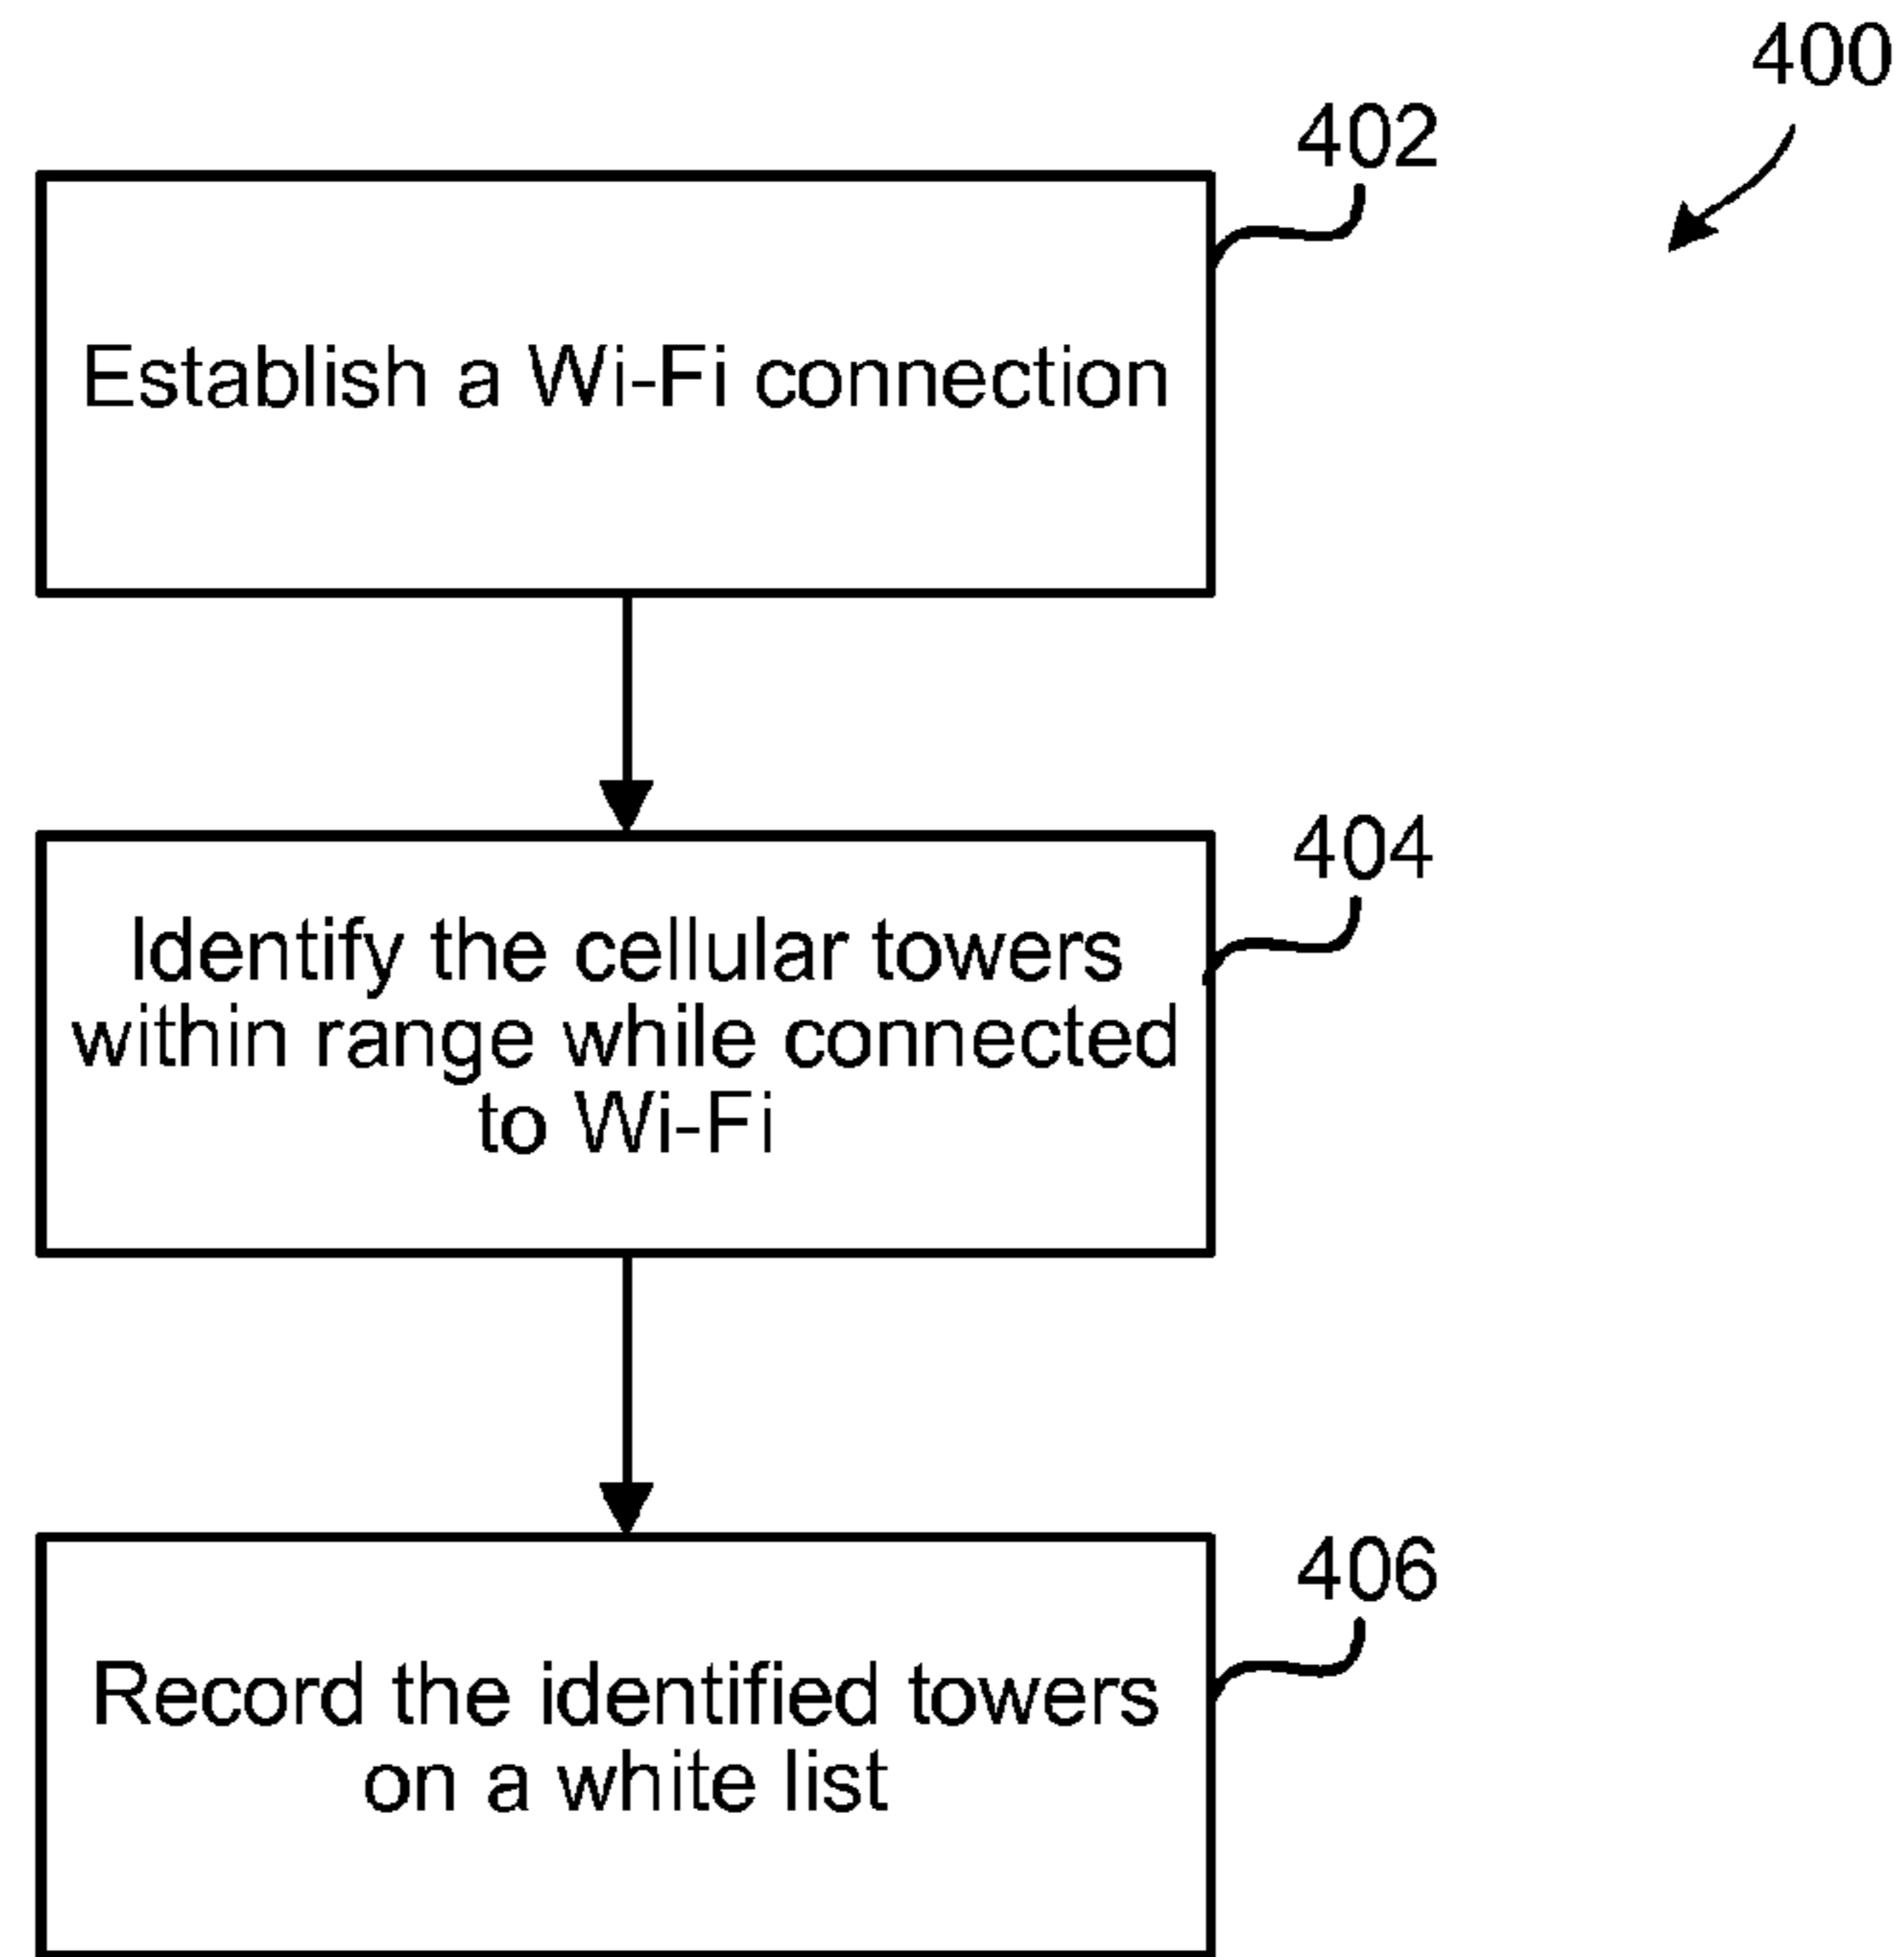 400
402
Establish a Wi-Fi connection
404
Identify the cellular towers
within range while connected
to Wi-Fi
406
Record the identified towers
on a white list